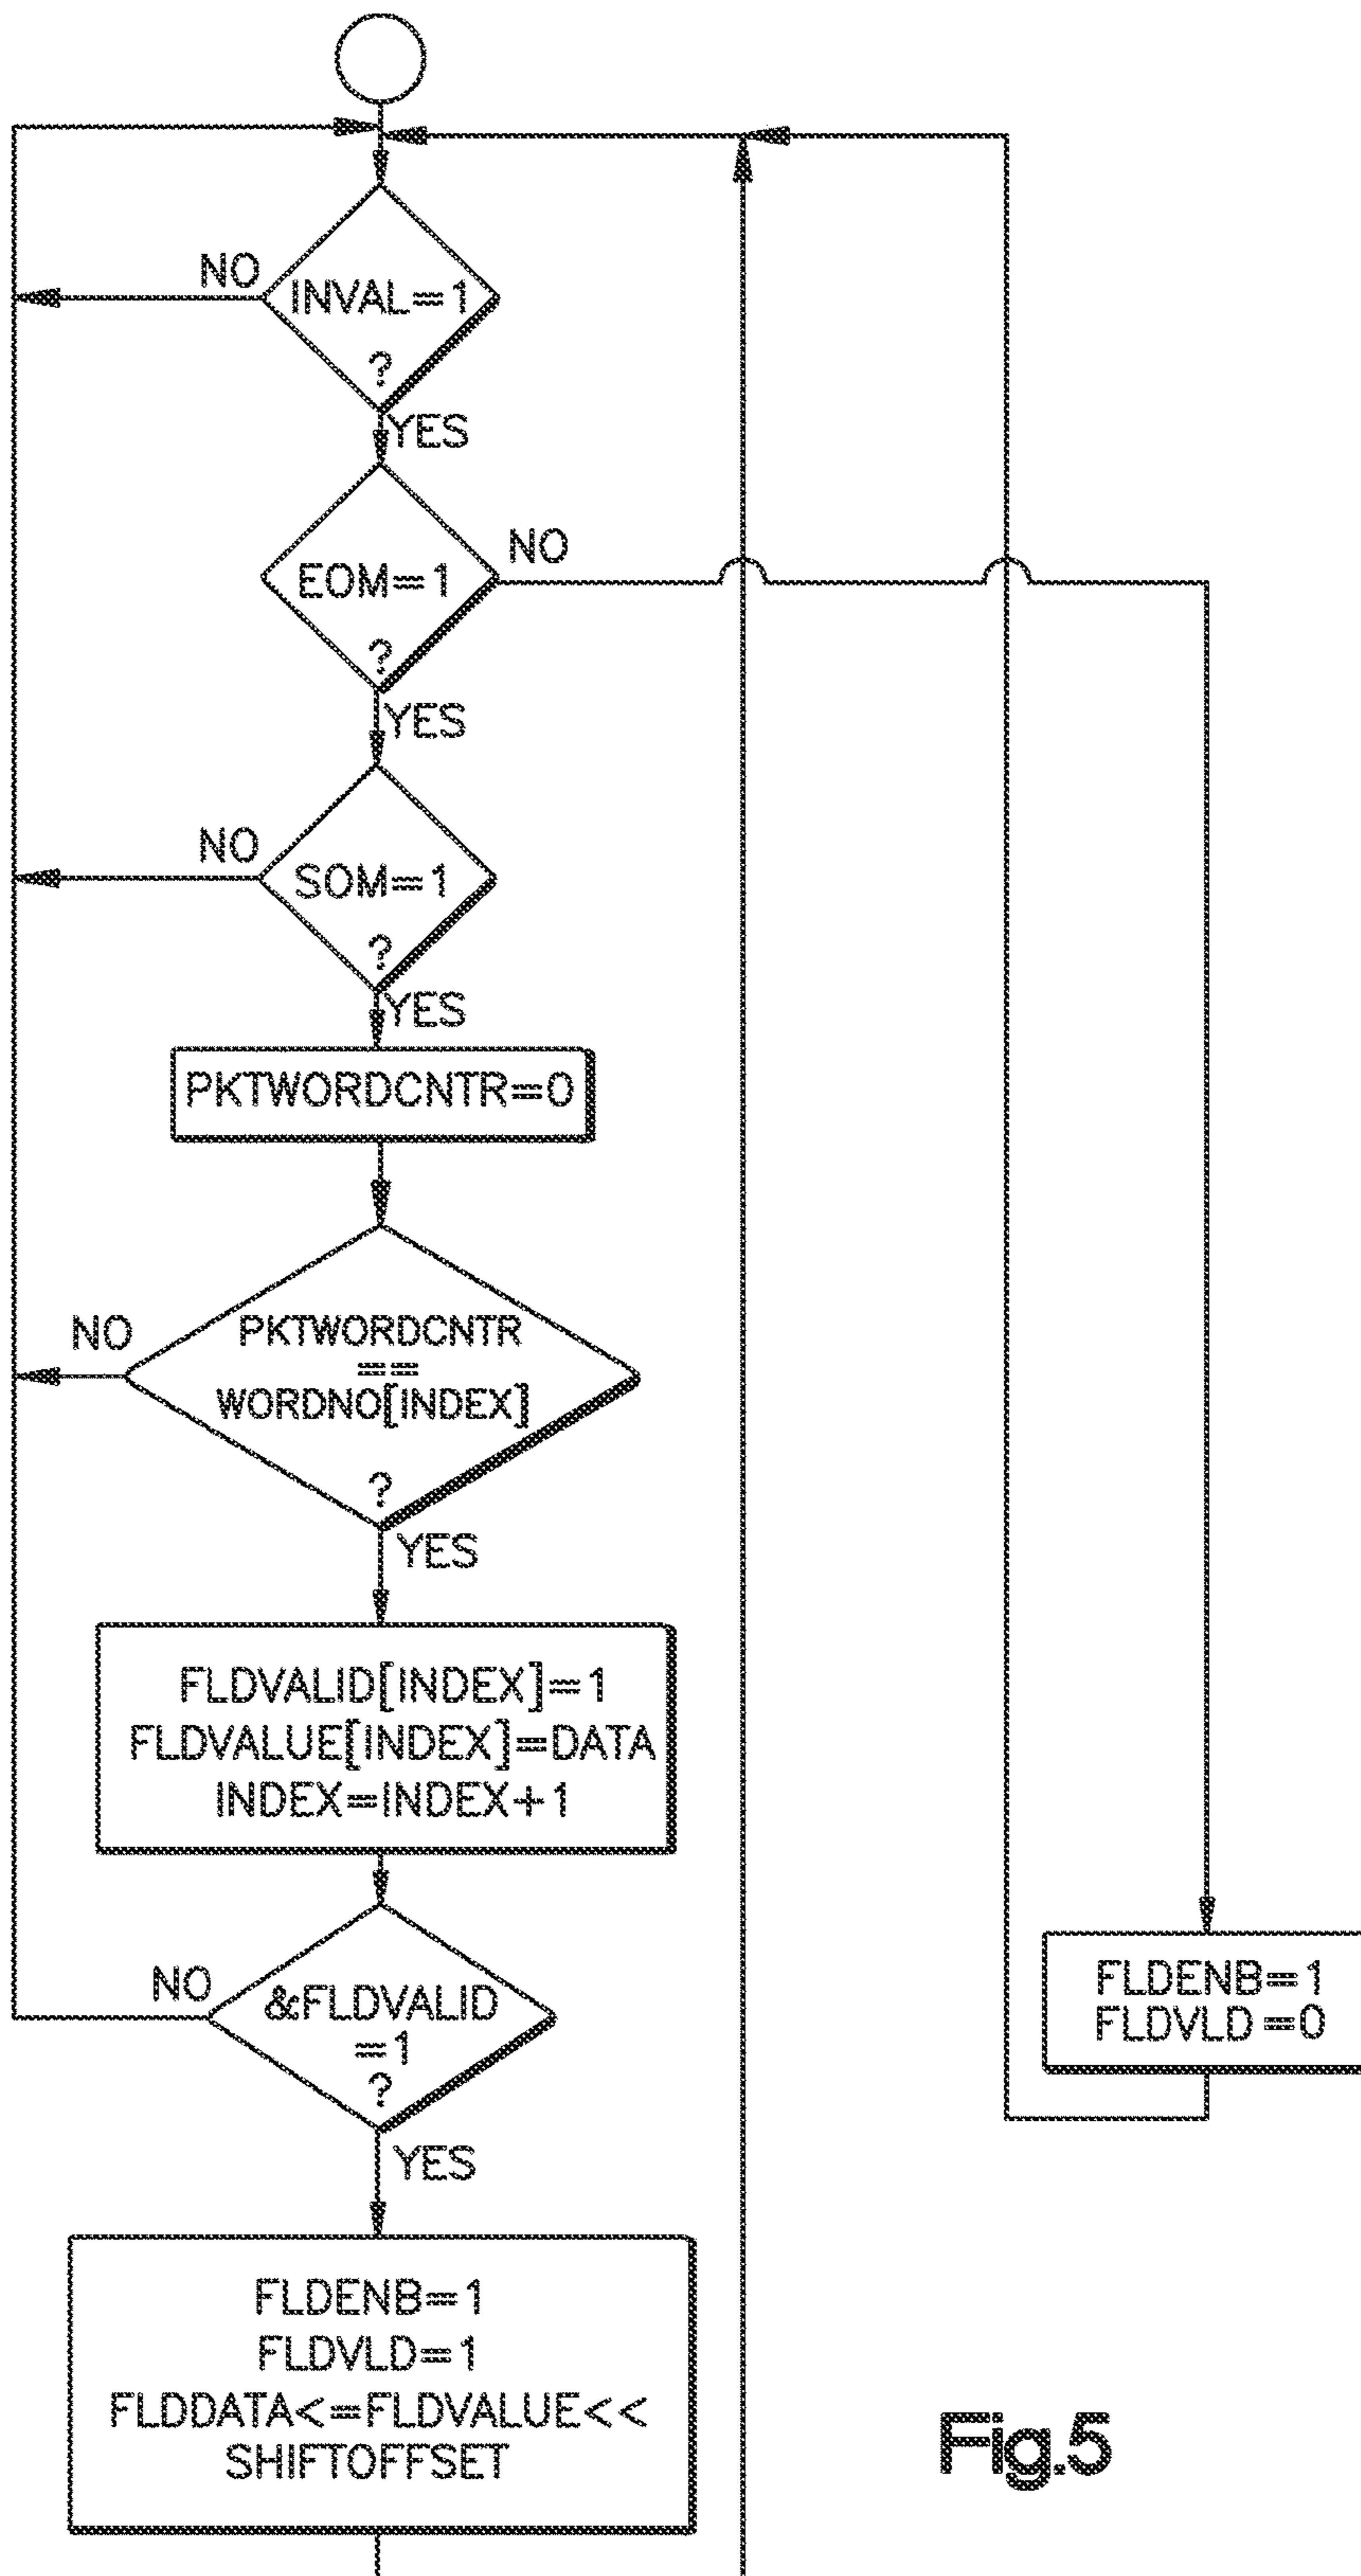 NO
INVAL=1
?
YES
NO
EOM=1
?
YES
NO
SOM=1
?
YES
PKTWORDCNTR=0
NO
PKTWORDCNTR
==
WORDNO[INDEX]
?
YES
FLDVALID[INDEX]=1
FLDVALUE[INDEX]=DATA
INDEX=INDEX+1
NO
&FLDVALID
=1
?
YES
FLDENB=1
FLDVLD=0
FLDENB=1
FLDVLD=1
FLDDATA<=FLDVALUE<<
SHIFTOFFSET
Fig.5